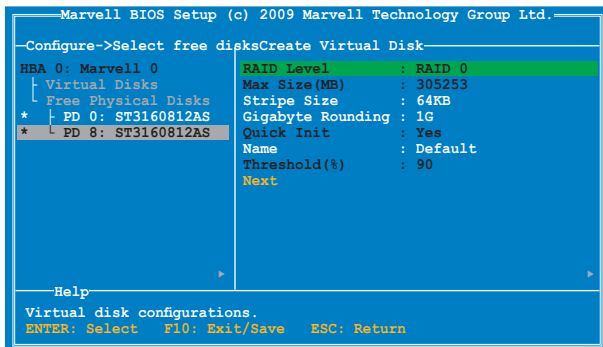 Marvell BIOS Setup (c) 2009 Marvell Technology Group Ltd.
Configure->Select free disksCreate Virtual Disk
HBA 0: Marvell 0
Virtual Disks
Free Physical Disks
* PD 0: ST3160812AS
* PD 8: ST3160812AS
RAID Level : RAID 0
Max Size(MB) : 305253
Stripe Size : 64KB
Gigabyte Rounding : 1G
Quick Init : Yes
Name : Default
Threshold(%) : 90
Next
Help
Virtual disk configurations.
ENTER: Select F10: Exit/Save ESC: Return